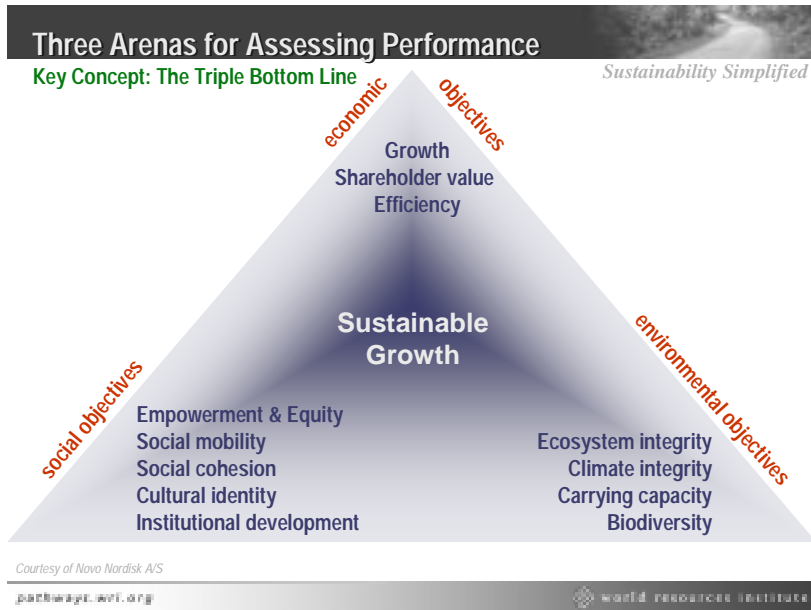 Three Arenas for Assessing Performance
Key Concept: The Triple Bottom Line
Sustainability Simplified
economic
objectives
Growth
Shareholder value
Efficiency
Sustainable
Growth
social objectives
environmental objectives
Empowerment & Equity
Social mobility
Social cohesion
Cultural identity
Institutional development
Ecosystem integrity
Climate integrity
Carrying capacity
Biodiversity
Courtesy of Novo Nordisk A/S
pathways.wri.org
world resources institute